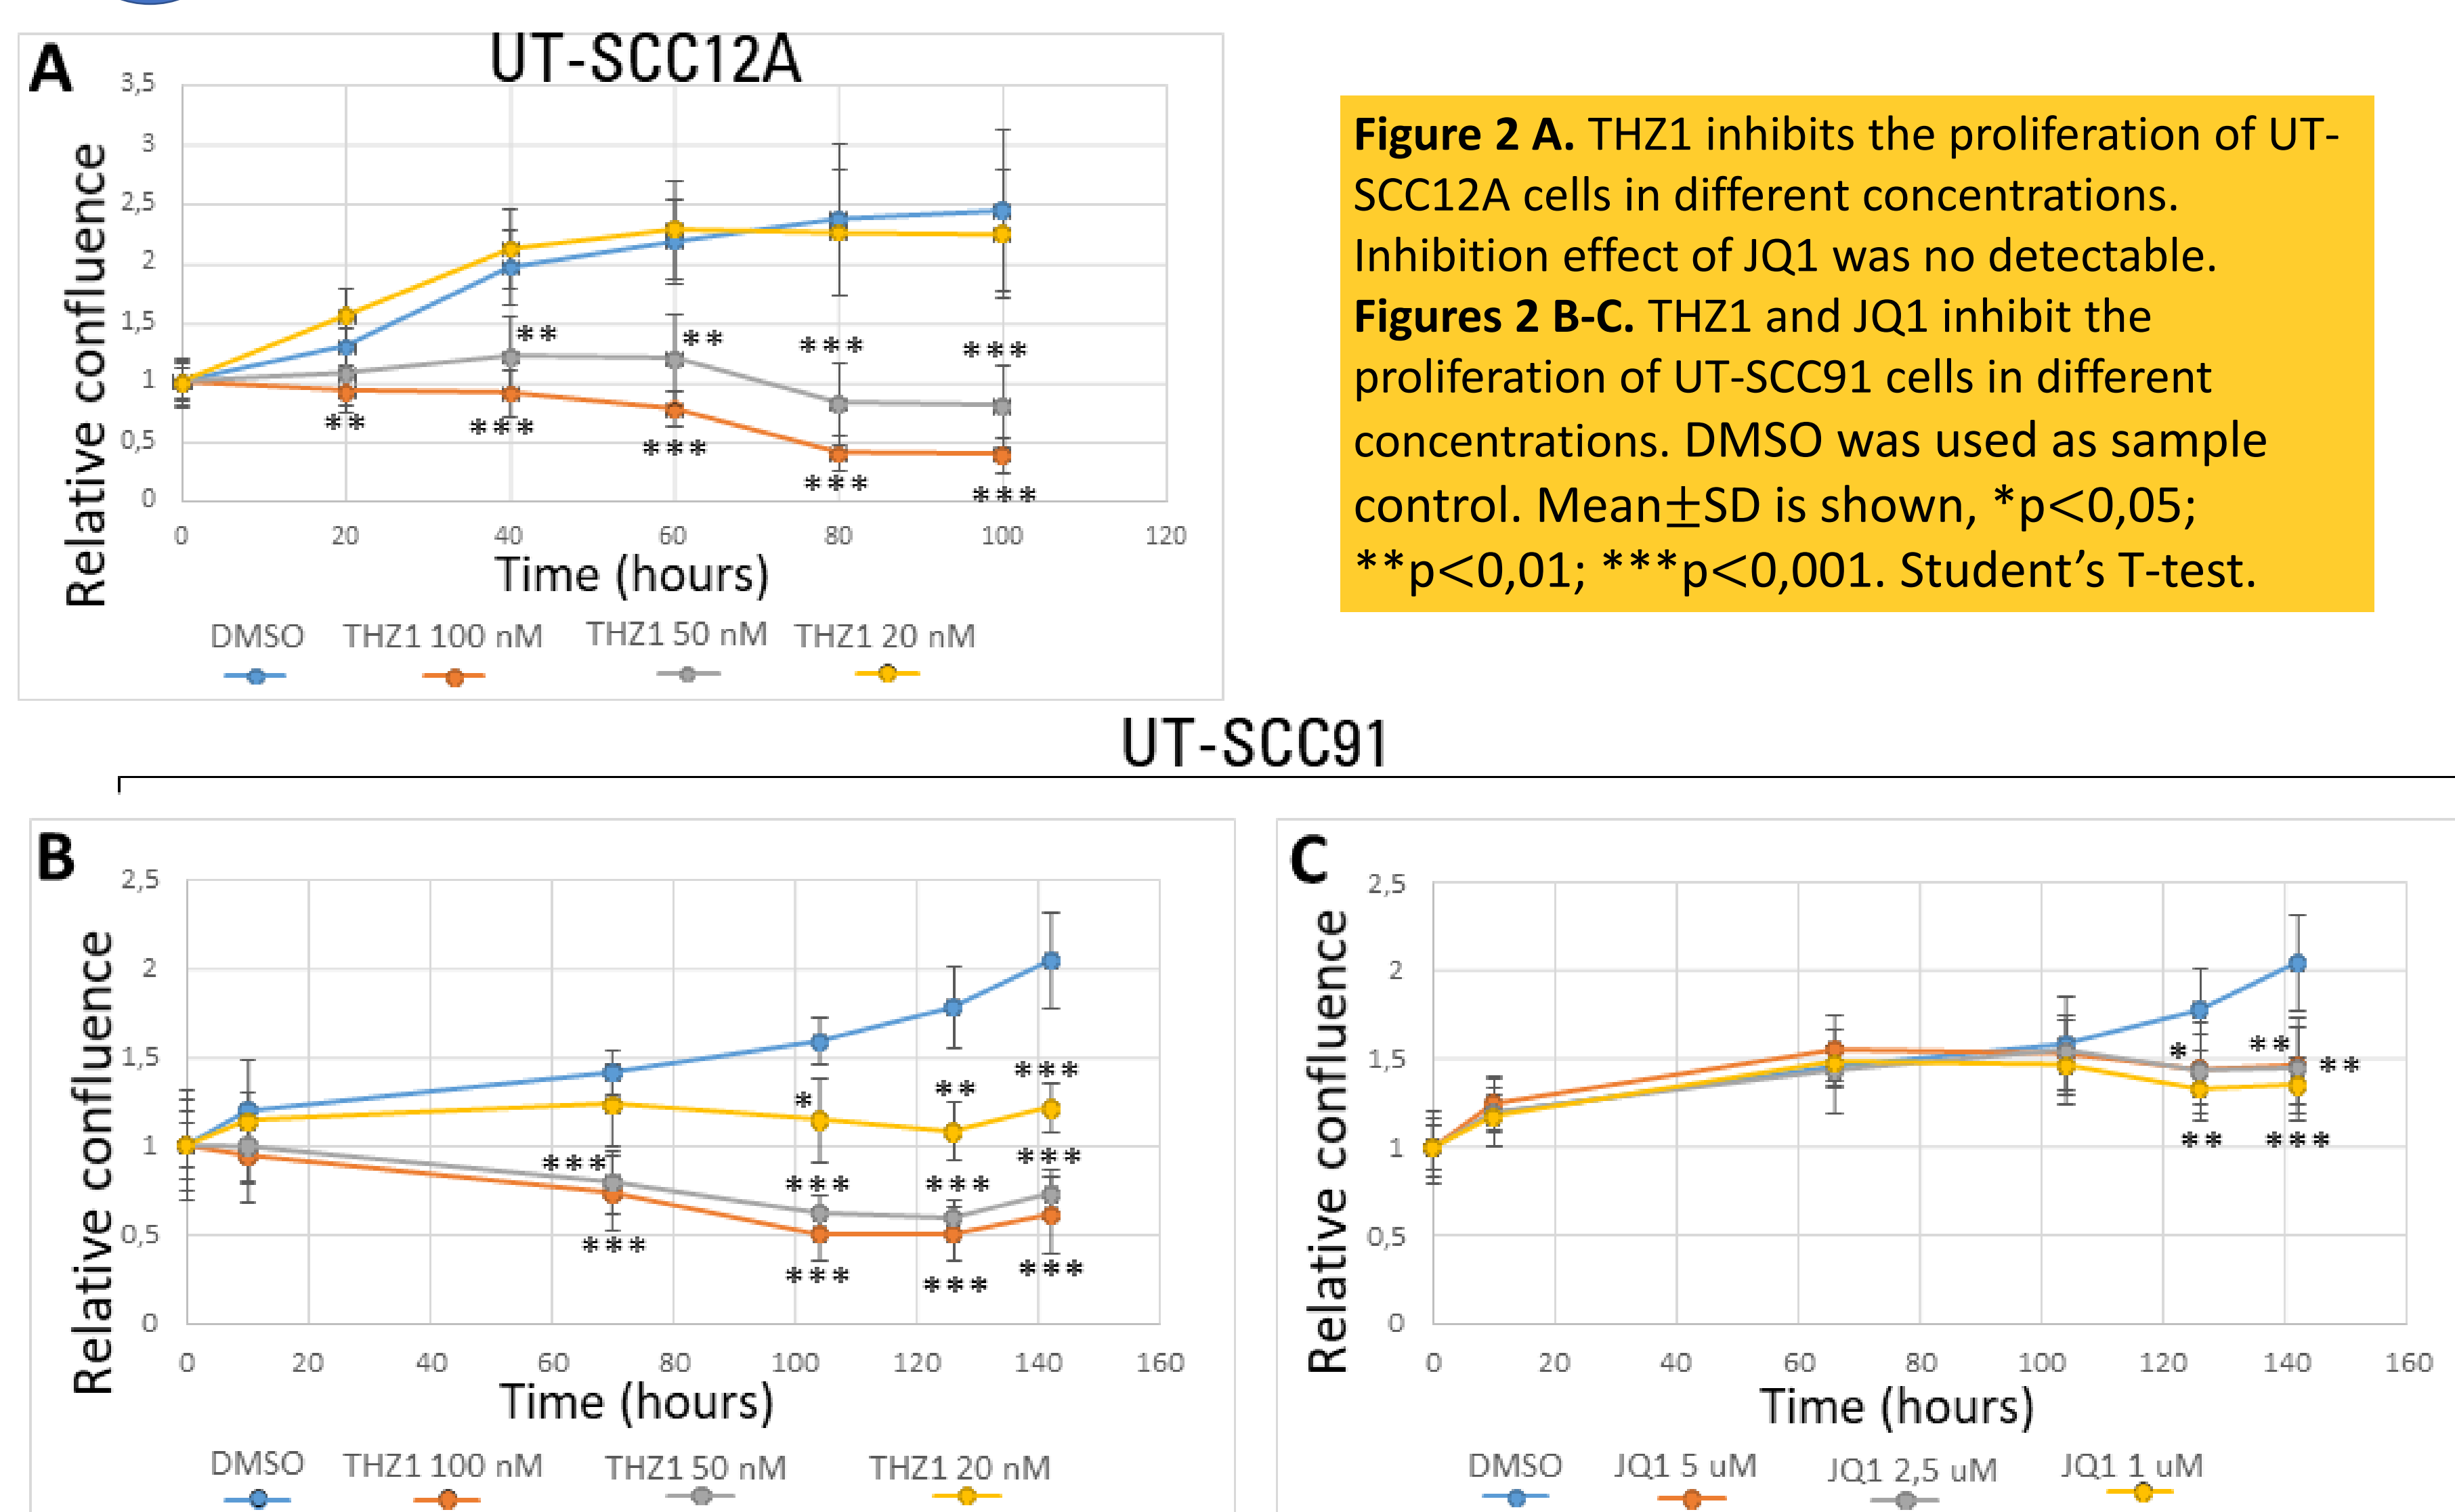 A
UT-SCC12A
Relative confluence
3,5
3
2,5
2
1,5
1
0,5
0
**
**
***
***
**
***
***
***
***
0
20
40
60
80
100
120
Time (hours)
DMSO
THZ1 100 nM
THZ1 50 nM
THZ1 20 nM
Figure 2 A. THZ1 inhibits the proliferation of UT-
SCC12A cells in different concentrations.
Inhibition effect of JQ1 was no detectable.
Figures 2 B-C. THZ1 and JQ1 inhibit the
proliferation of UT-SCC91 cells in different
concentrations. DMSO was used as sample
control. Mean±SD is shown, *p<0,05;
**p<0,01; ***p<0,001. Student’s T-test.
UT-SCC91
B
Relative confluence
2,5
2
1,5
1
0,5
0
***
**
*
***
***
***
***
***
***
***
***
0
20
40
60
80
100
120
140
160
Time (hours)
DMSO
THZ1 100 nM
THZ1 50 nM
THZ1 20 nM
C
Relative confluence
2,5
2
1,5
1
0,5
0
*
**
**
**
***
0
20
40
60
80
100
120
140
160
Time (hours)
DMSO
JQ1 5 uM
JQ1 2,5 uM
JQ1 1 uM